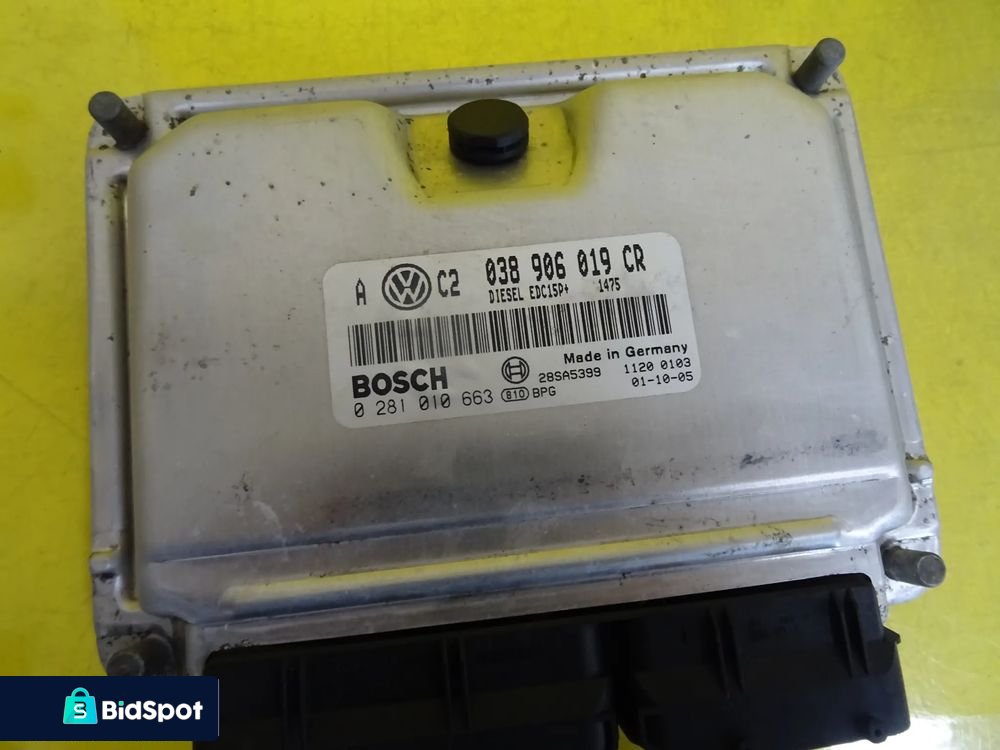 A VW C2 038 906 019 CR
DIESEL EDC15P+ 1475
Made in Germany
BOSCH 28SA5399 1120 0103
0 281 010 663 810 BPG 01-10-05
S BidSpot